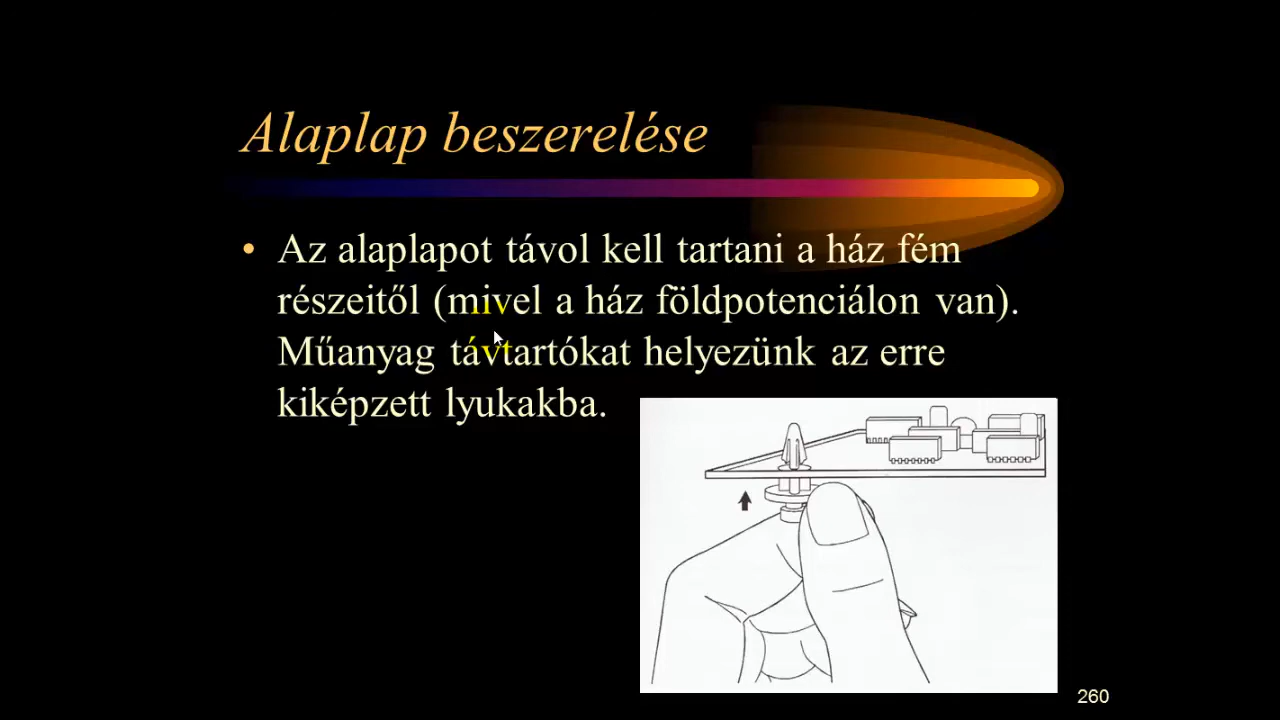 Alaplap beszerelése
• Az alaplapot távol kell tartani a ház fém
részeitől (mivel a ház földpotenciálon van).
Műanyag távtartókat helyezünk az erre
kiképzett lyukakba.
260